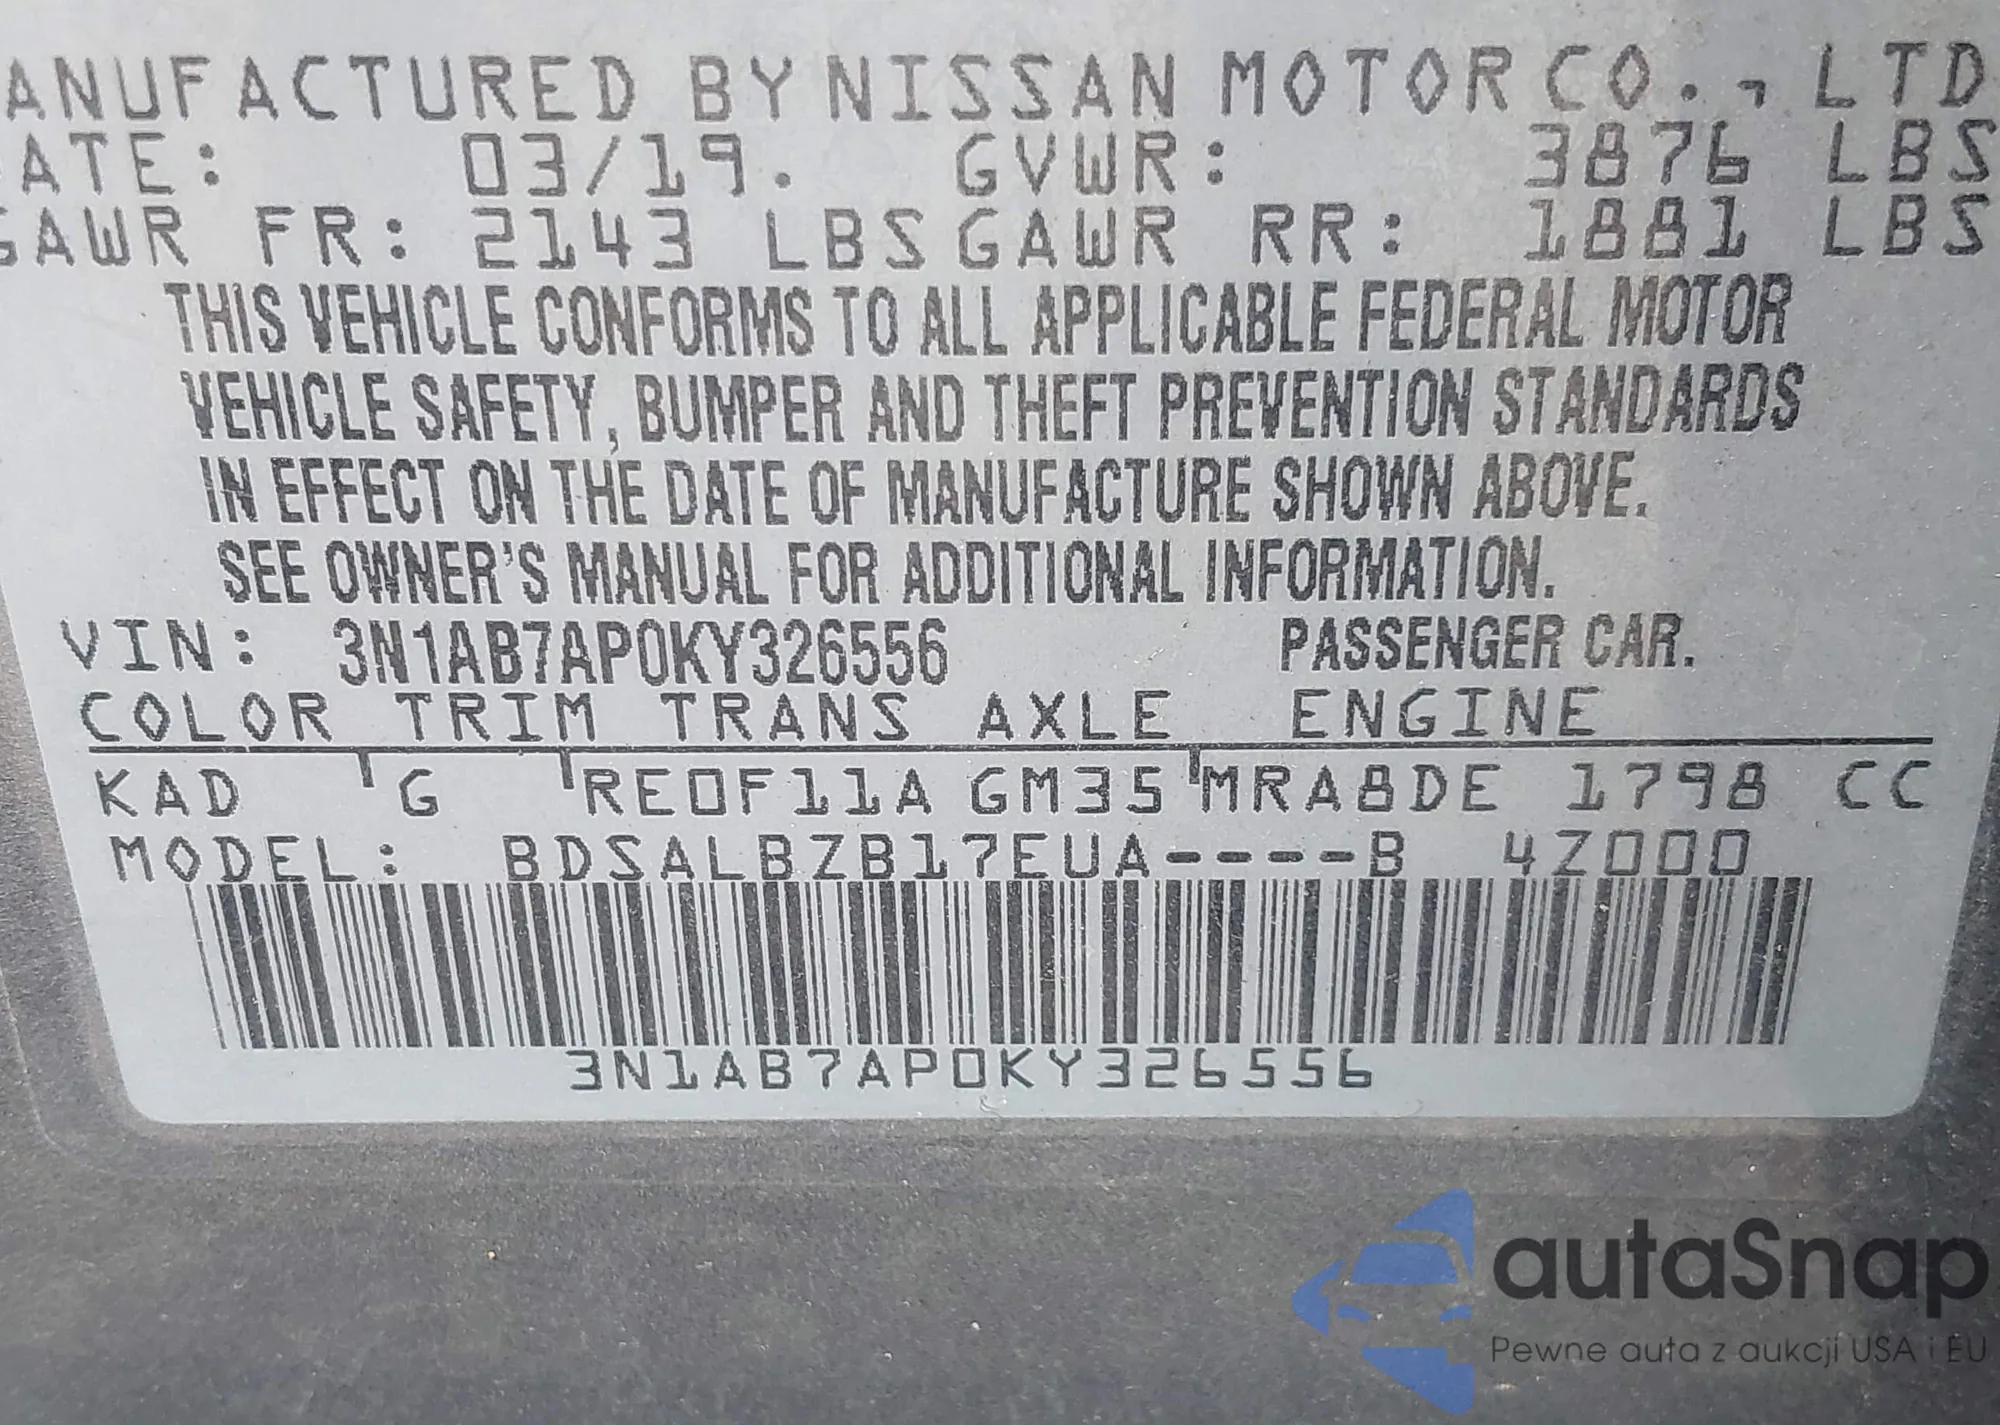 ANUFACTURED BY NISSAN MOTOR CO., LTD
ATE: 03/19. GVWR: 3876 LBS
GAWR FR: 2143 LBS GAWR RR: 1881 LBS
THIS VEHICLE CONFORMS TO ALL APPLICABLE FEDERAL MOTOR
VEHICLE SAFETY, BUMPER AND THEFT PREVENTION STANDARDS
IN EFFECT ON THE DATE OF MANUFACTURE SHOWN ABOVE.
SEE OWNER'S MANUAL FOR ADDITIONAL INFORMATION.
VIN: 3N1AB7AP0KY326556 PASSENGER CAR.
COLOR TRIM TRANS AXLE ENGINE
KAD G RE0F11A GM35 MRA8DE 1798 CC
MODEL: BDSALBZB17EUA----B 4Z000
3N1AB7AP0KY326556
autaSnap
Pewne auta z aukcji USA i EU